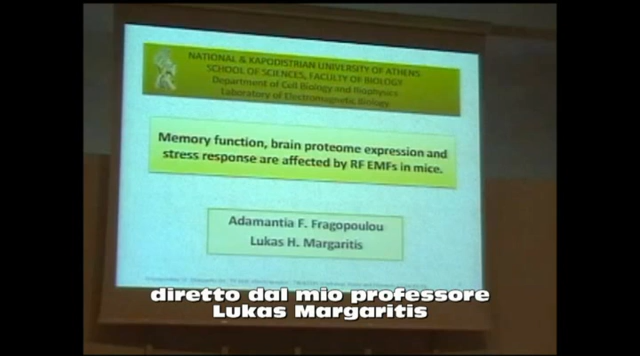 NATIONAL & KAPODISTRIAN UNIVERSITY OF ATHENS
SCHOOL OF SCIENCES, FACULTY OF BIOLOGY
Department of Cell Biology and Biophysics
Laboratory of Electromagnetic Biology
Memory function, brain proteome expression and
stress response are affected by RF EMFs in mice.
Adamantia F. Fragopoulou
Lukas H. Margaritis
diretto dal mio professore
Lukas Margaritis